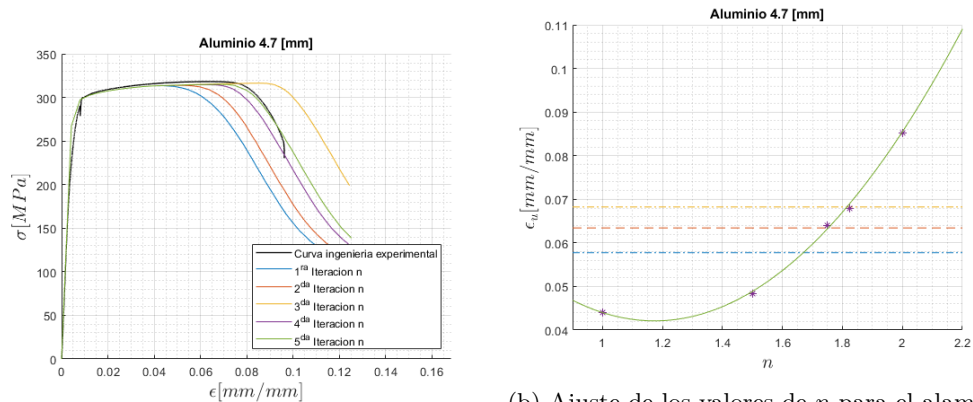 Aluminio 4.7 [mm]
350
300
250
200
150
100
50
0
σ[MPa]
0
0.02
0.04
0.06
0.08
0.1
0.12
0.14
0.16
ϵ[mm/mm]
Curva ingenieria experimental
1ra Iteracion n
2da Iteracion n
3da Iteracion n
4da Iteracion n
5da Iteracion n
Aluminio 4.7 [mm]
0.11
0.1
0.09
0.08
0.07
0.06
0.05
0.04
ϵu[mm/mm]
1
1.2
1.4
1.6
1.8
2
2.2
n
(b) Ajuste de los valores de n para el alam